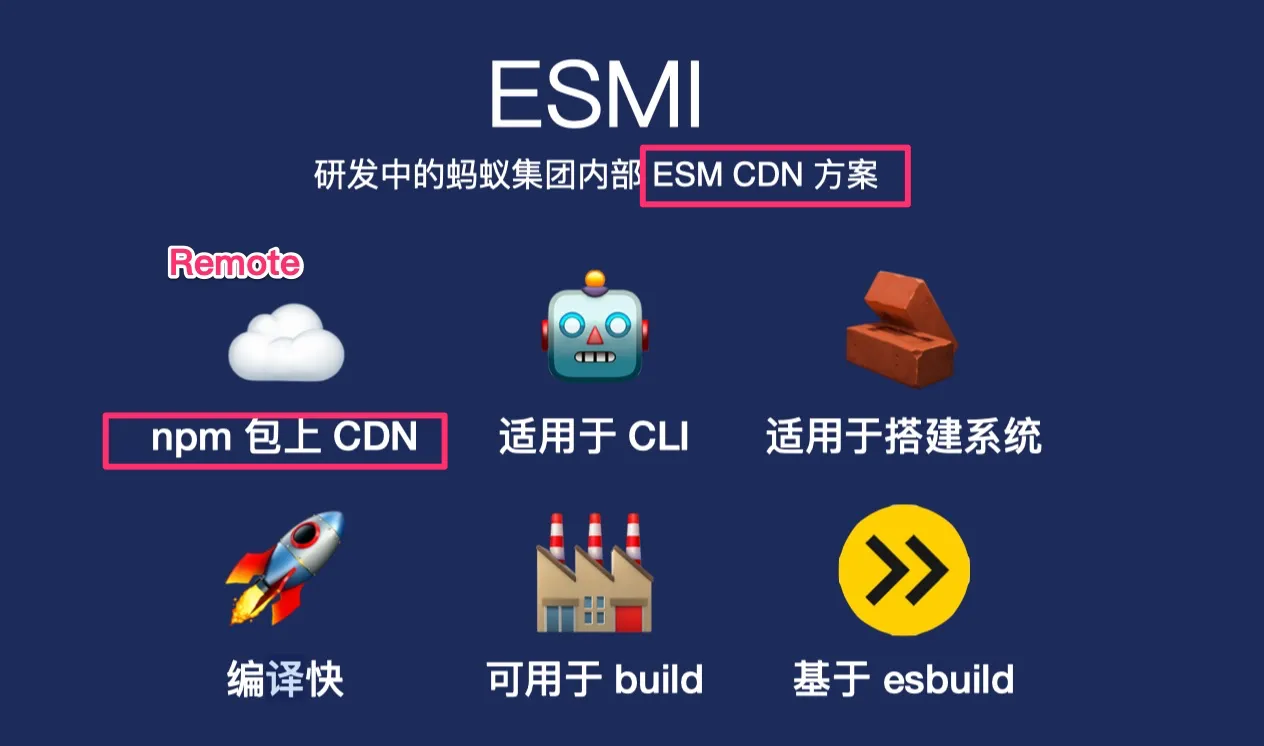 ESMI
研发中的蚂蚁集团内部 ESM CDN 方案
Remote
npm 包上 CDN
适用于 CLI
适用于搭建系统
编译快
可用于 build
基于 esbuild